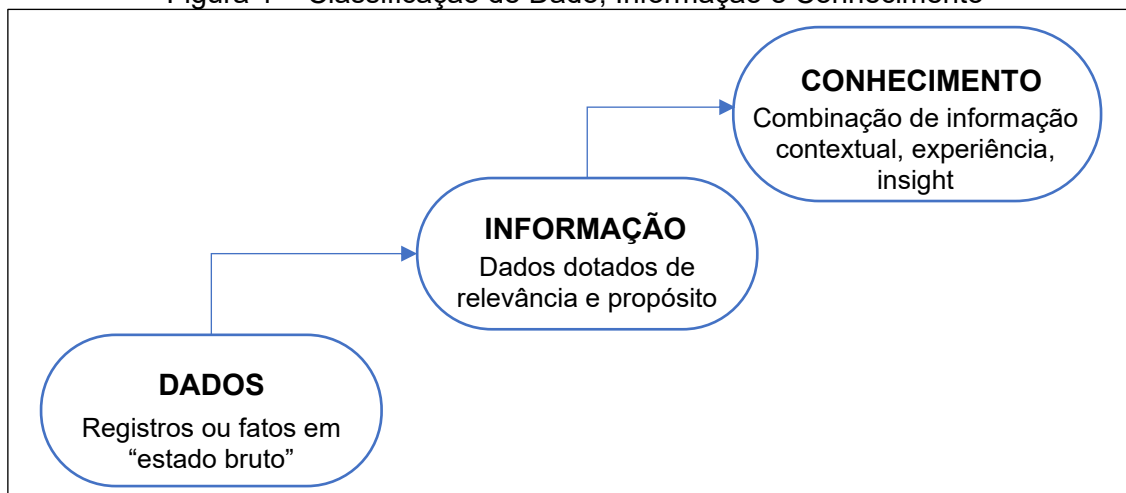 CONHECIMENTO
Combinação de informação
contextual, experiência,
insight
INFORMAÇÃO
Dados dotados de
relevância e propósito
DADOS
Registros ou fatos em
“estado bruto”